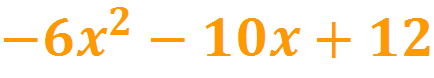 −6x² − 10x + 12